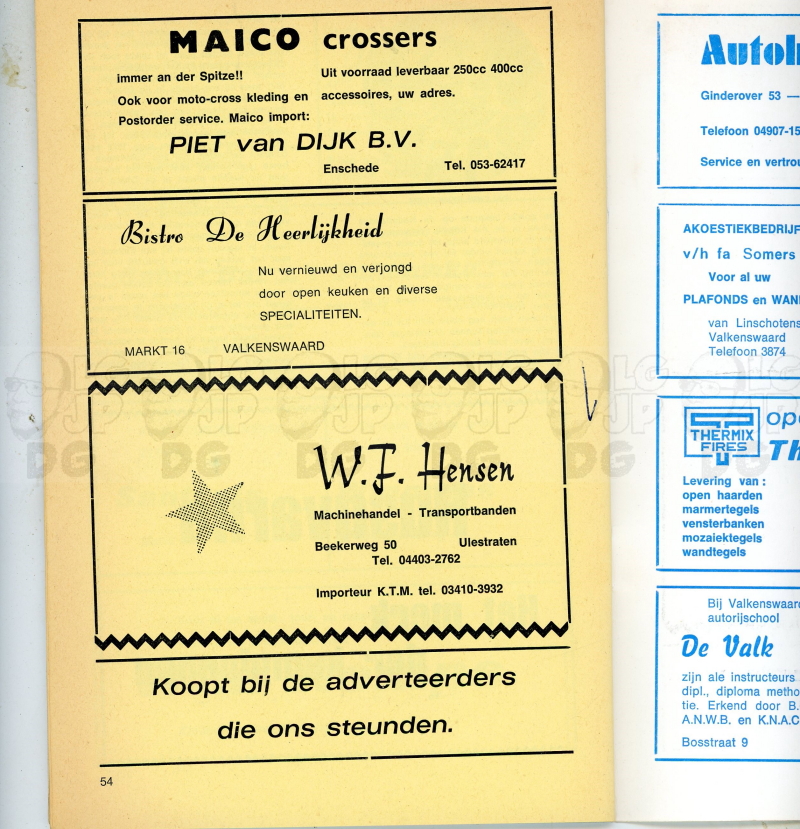 MAICO crossers
immer an der Spitze!!
Uit voorraad leverbaar 250cc 400cc
Ook voor moto-cross kleding en accessoires, uw adres.
Postorder service. Maico import:
PIET van DIJK B.V.
Enschede Tel. 053-62417
Bistro De Heerlijkheid
Nu vernieuwd en verjongd
door open keuken en diverse
SPECIALITEITEN.
MARKT 16 VALKENSWAARD
W.F. Hensen
Machinehandel - Transportbanden
Beekerweg 50 Ulestraten
Tel. 04403-2762
Importeur K.T.M. tel. 03410-3932
Koopt bij de adverteerders
die ons steunden.
54
Ginderover 53 —
Telefoon 04907-15
Service en
AKOESTIEKBEDRIJF
v/h fa Somers
Voor al uw
PLAFONDS en
van
Valkenswaard
Telefoon 3874
THERMIX
FIRES
Levering van :
open haarden
marmertegels
vensterbanken
mozaiektegels
wandtegels
Bij
autorijschool
De Valk
zijn ale instructeurs
dipl., diploma
tie. Erkend door B.
A.N.W.B. en K.N.A.C
Bosstraat 9
DG LG JP